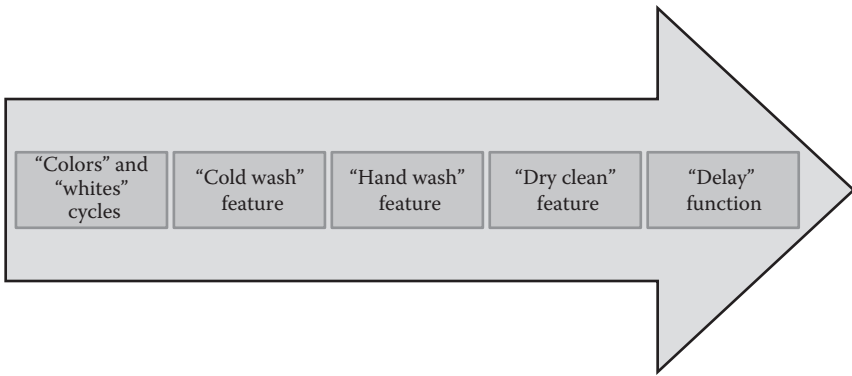 “Colors” and
“whites”
cycles
“Cold wash”
feature
“Hand wash”
feature
“Dry clean”
feature
“Delay”
function